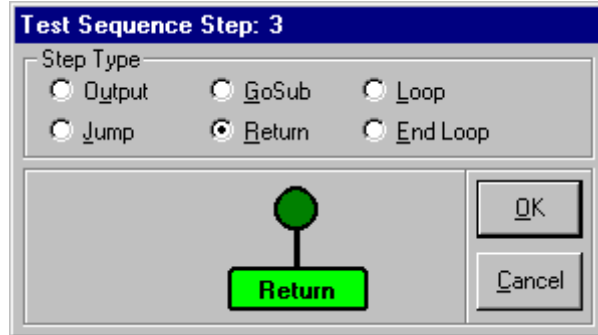 Test Sequence Step: 3
Step Type
Output GoSub Loop
Jump Return End Loop
OK
Return
Cancel